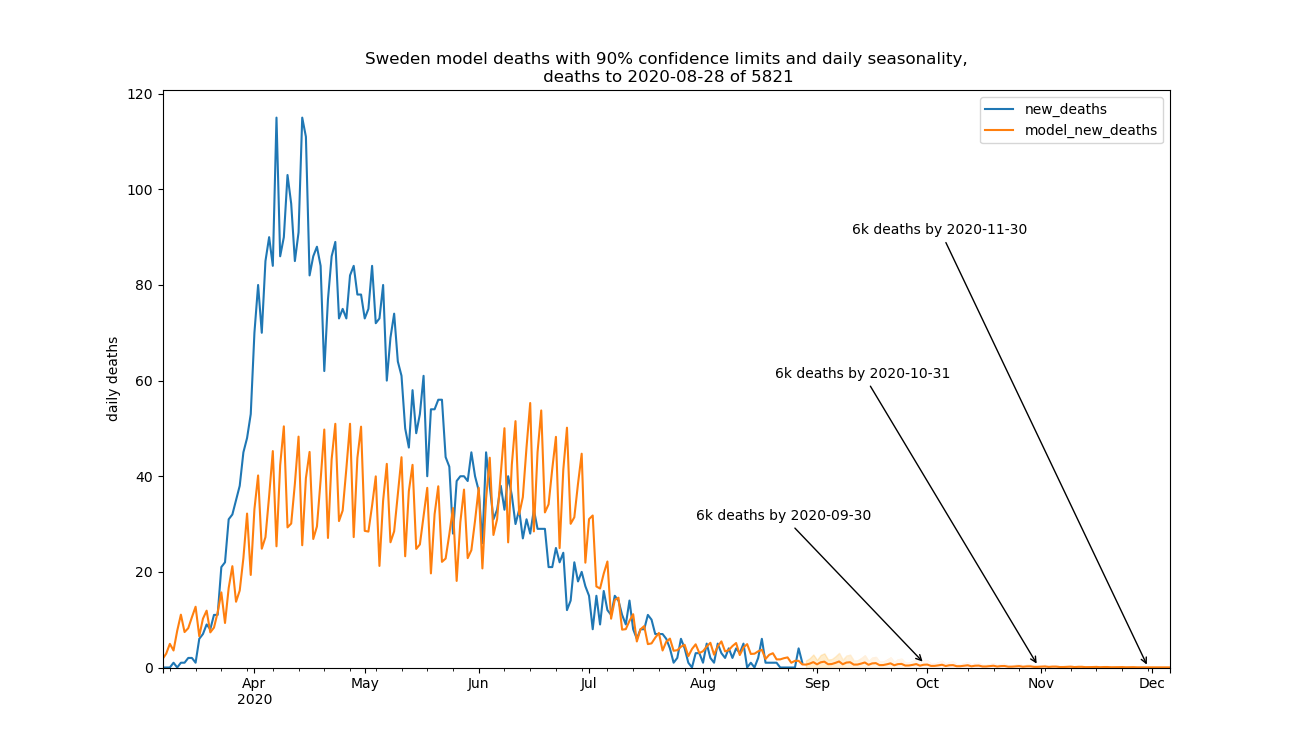 Sweden model deaths with 90% confidence limits and daily seasonality,
deaths to 2020-08-28 of 5821
new_deaths
model_new_deaths
daily deaths
120
100
80
60
40
20
0
6k deaths by 2020-11-30
6k deaths by 2020-10-31
6k deaths by 2020-09-30
Apr May Jun Jul Aug Sep Oct Nov Dec
2020